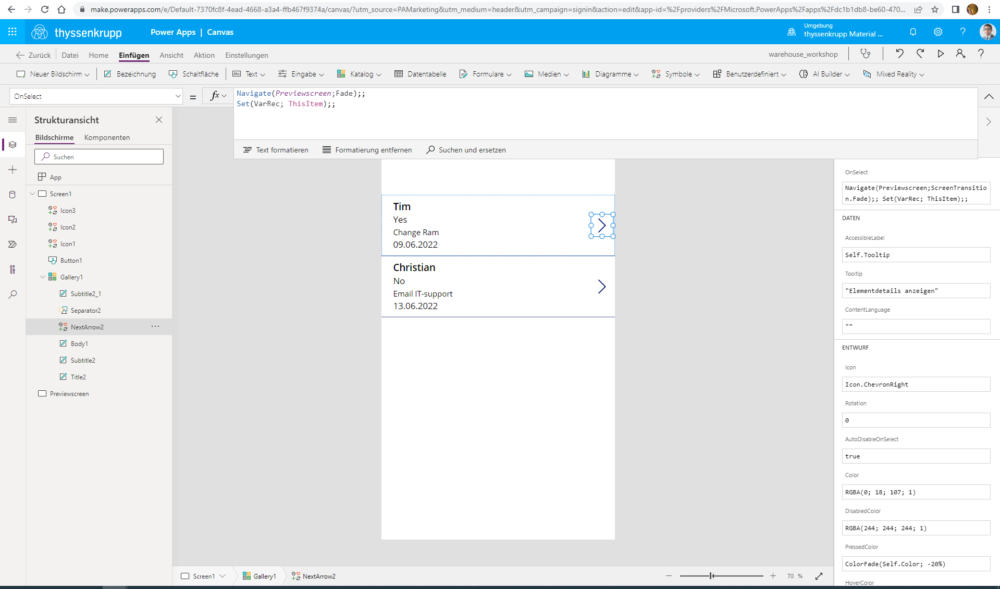 make.powerapps.com/e/Default-7370fc8f-4ead-4668-a3a4-ffb467f9374a/canvas/?utm_source=PAMarketing&utm_medium=header&utm_campaign=signin&action=edit&app-id=%2Fproviders%2FMicrosoft.PowerApps%2Fapps%2Fdc1b1db8-be60-470...
thyssenkrupp
Power Apps | Canvas
Umgebung
thyssenkrupp Material ...
Zurück
Datei
Home
Einfügen
Ansicht
Aktion
Einstellungen
warehouse_workshop
Neuer Bildschirm
Bezeichnung
Schaltfläche
Abc Text
Eingabe
Katalog
Datentabelle
Formulare
Medien
Diagramme
Symbole
Benutzerdefiniert
AI Builder
Mixed Reality
OnSelect
=
fx
Navigate(Previewscreen;Fade);;
Set(VarRec; ThisItem);;
Text formatieren
Formatierung entfernen
Suchen und ersetzen
Strukturansicht
Bildschirme
Komponenten
Suchen
App
Screen1
Icon3
Icon2
Icon1
Button1
Gallery1
Subtitle2_1
Separator2
NextArrow2
Body1
Subtitle2
Title2
Previewscreen
Tim
Yes
Change Ram
09.06.2022
Christian
No
Email IT-support
13.06.2022
OnSelect
Navigate(Previewscreen;ScreenTransitio
n.Fade);; Set(VarRec; ThisItem);;
DATEN
AccessibleLabel
Self.Tooltip
Tooltip
"Elementdetails anzeigen"
ContentLanguage
""
ENTWURF
Icon
Icon.ChevronRight
Rotation
0
AutoDisableOnSelect
true
Color
RGBA(0; 18; 107; 1)
DisabledColor
RGBA(244; 244; 244; 1)
PressedColor
ColorFade(Self.Color; -20%)
HoverColor
Screen1
Gallery1
NextArrow2
70 %